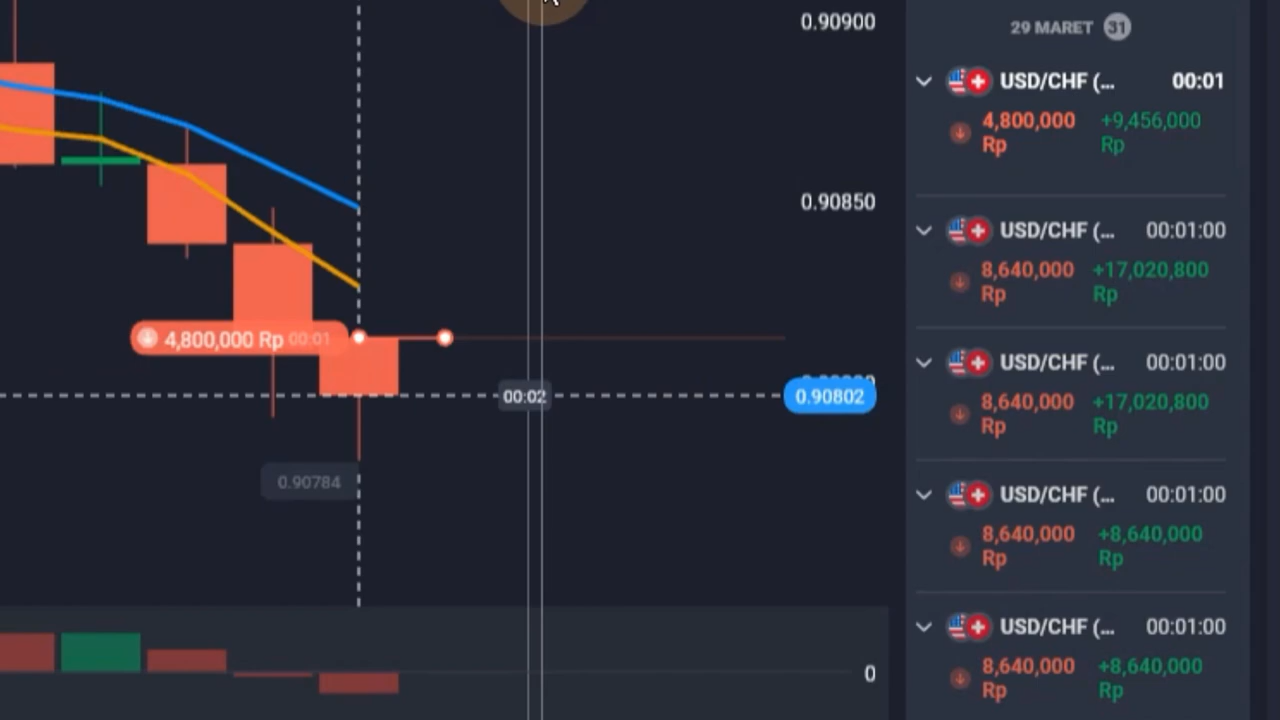 0.90900
0.90850
4,800,000 Rp 00:01
00:02
0.90802
0.90784
0
29 MARET 31
USD/CHF (... 00:01
4,800,000 Rp +9,456,000 Rp
USD/CHF (... 00:01:00
8,640,000 Rp +17,020,800 Rp
USD/CHF (... 00:01:00
8,640,000 Rp +17,020,800 Rp
USD/CHF (... 00:01:00
8,640,000 Rp +8,640,000 Rp
USD/CHF (... 00:01:00
8,640,000 Rp +8,640,000 Rp